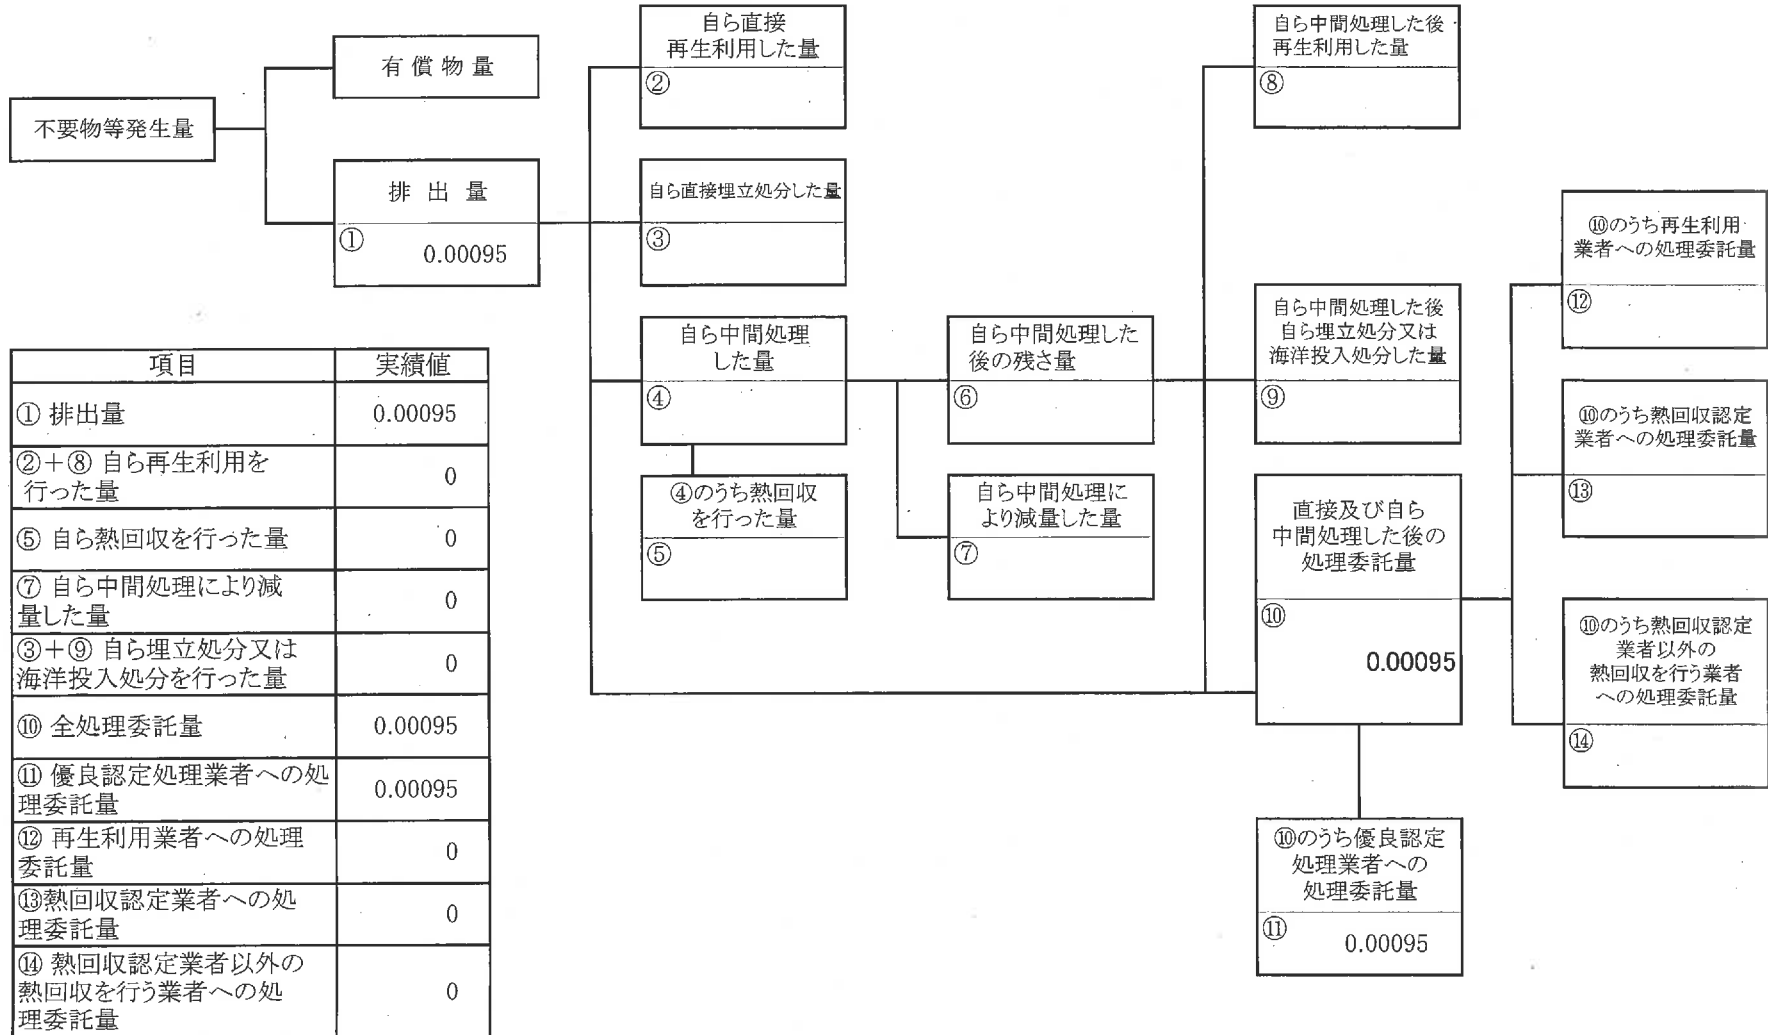 不要物等発生量
有償物量
排出量
① 0.00095
自ら直接
再生利用した量
②
自ら直接埋立処分した量
③
自ら中間処理
した量
④
④のうち熱回収
を行った量
⑤
自ら中間処理した
後の残さ量
⑥
自ら中間処理に
より減量した量
⑦
自ら中間処理した後
再生利用した量
⑧
自ら中間処理した後
自ら埋立処分又は
海洋投入処分した量
⑨
直接及び自ら
中間処理した後の
処理委託量
⑩
0.00095
⑩のうち優良認定
処理業者への
処理委託量
⑪ 0.00095
⑩のうち再生利用
業者への処理委託量
⑫
⑩のうち熱回収認定
業者への処理委託量
⑬
⑩のうち熱回収認定
業者以外の
熱回収を行う業者
への処理委託量
⑭
項目 実績値
① 排出量 0.00095
②+⑧ 自ら再生利用を
行った量 0
⑤ 自ら熱回収を行った量 0
⑦ 自ら中間処理により減
量した量 0
③+⑨ 自ら埋立処分又は
海洋投入処分を行った量 0
⑩ 全処理委託量 0.00095
⑪ 優良認定処理業者への処
理委託量 0.00095
⑫ 再生利用業者への処理
委託量 0
⑬熱回収認定業者への処
理委託量 0
⑭ 熱回収認定業者以外の
熱回収を行う業者への処
理委託量 0